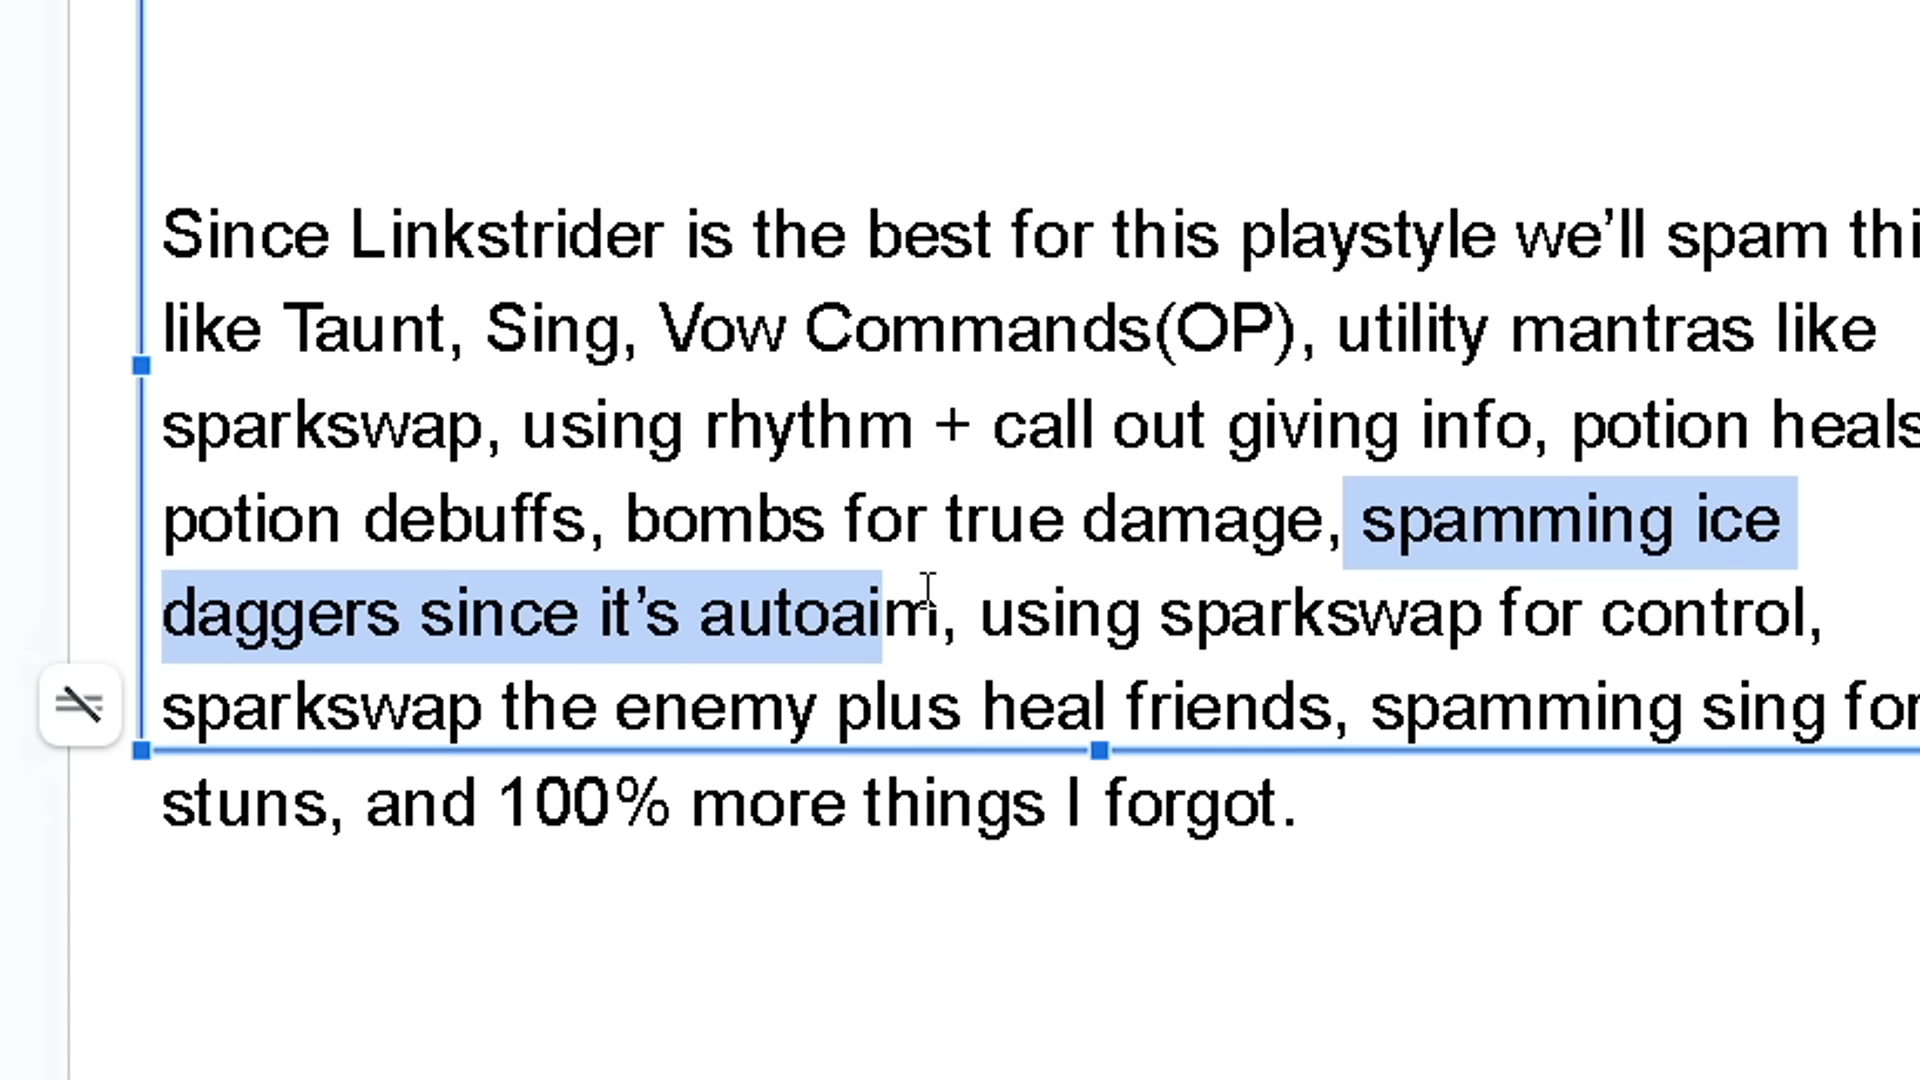 Since Linkstrider is the best for this playstyle we’ll spam thi
like Taunt, Sing, Vow Commands(OP), utility mantras like
sparkswap, using rhythm + call out giving info, potion heals
potion debuffs, bombs for true damage, spamming ice
daggers since it’s autoaim, using sparkswap for control,
sparkswap the enemy plus heal friends, spamming sing for
stuns, and 100% more things I forgot.